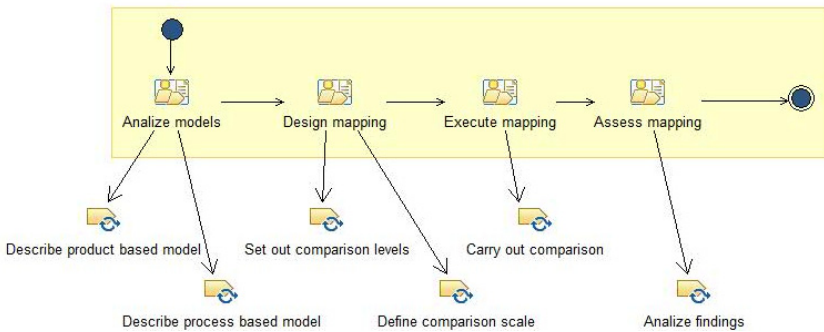 Analize models
Design mapping
Execute mapping
Assess mapping
Describe product based model
Set out comparison levels
Carry out comparison
Describe process based model
Define comparison scale
Analize findings